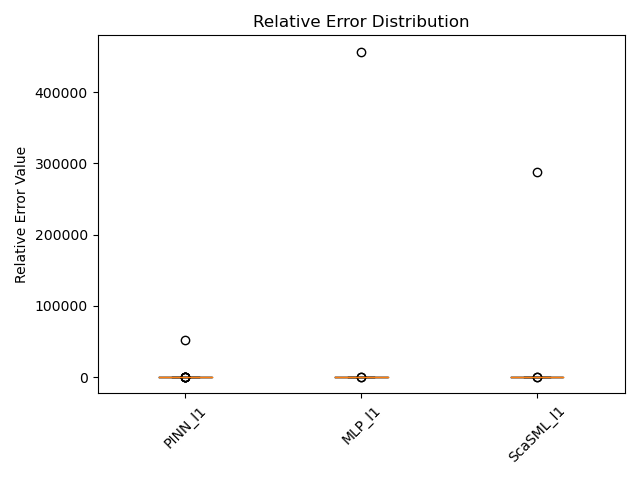 Relative Error Distribution
Relative Error Value
400000
300000
200000
100000
0
PINN_l1
MLP_l1
ScaSML_l1